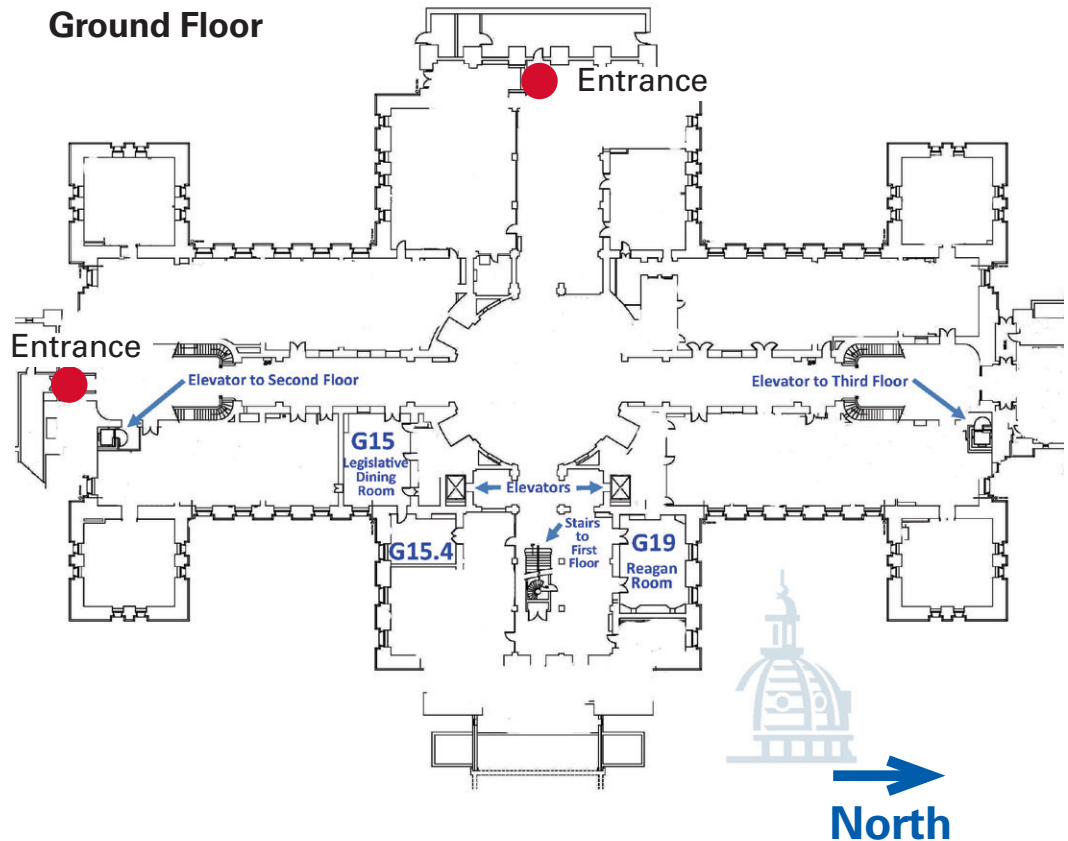 Ground Floor
Entrance
Entrance
Elevator to Second Floor
Elevator to Third Floor
G15
Legislative
Dining
Room
Elevators
Stairs
to
First
Floor
G15.4
G19
Reagan
Room
North